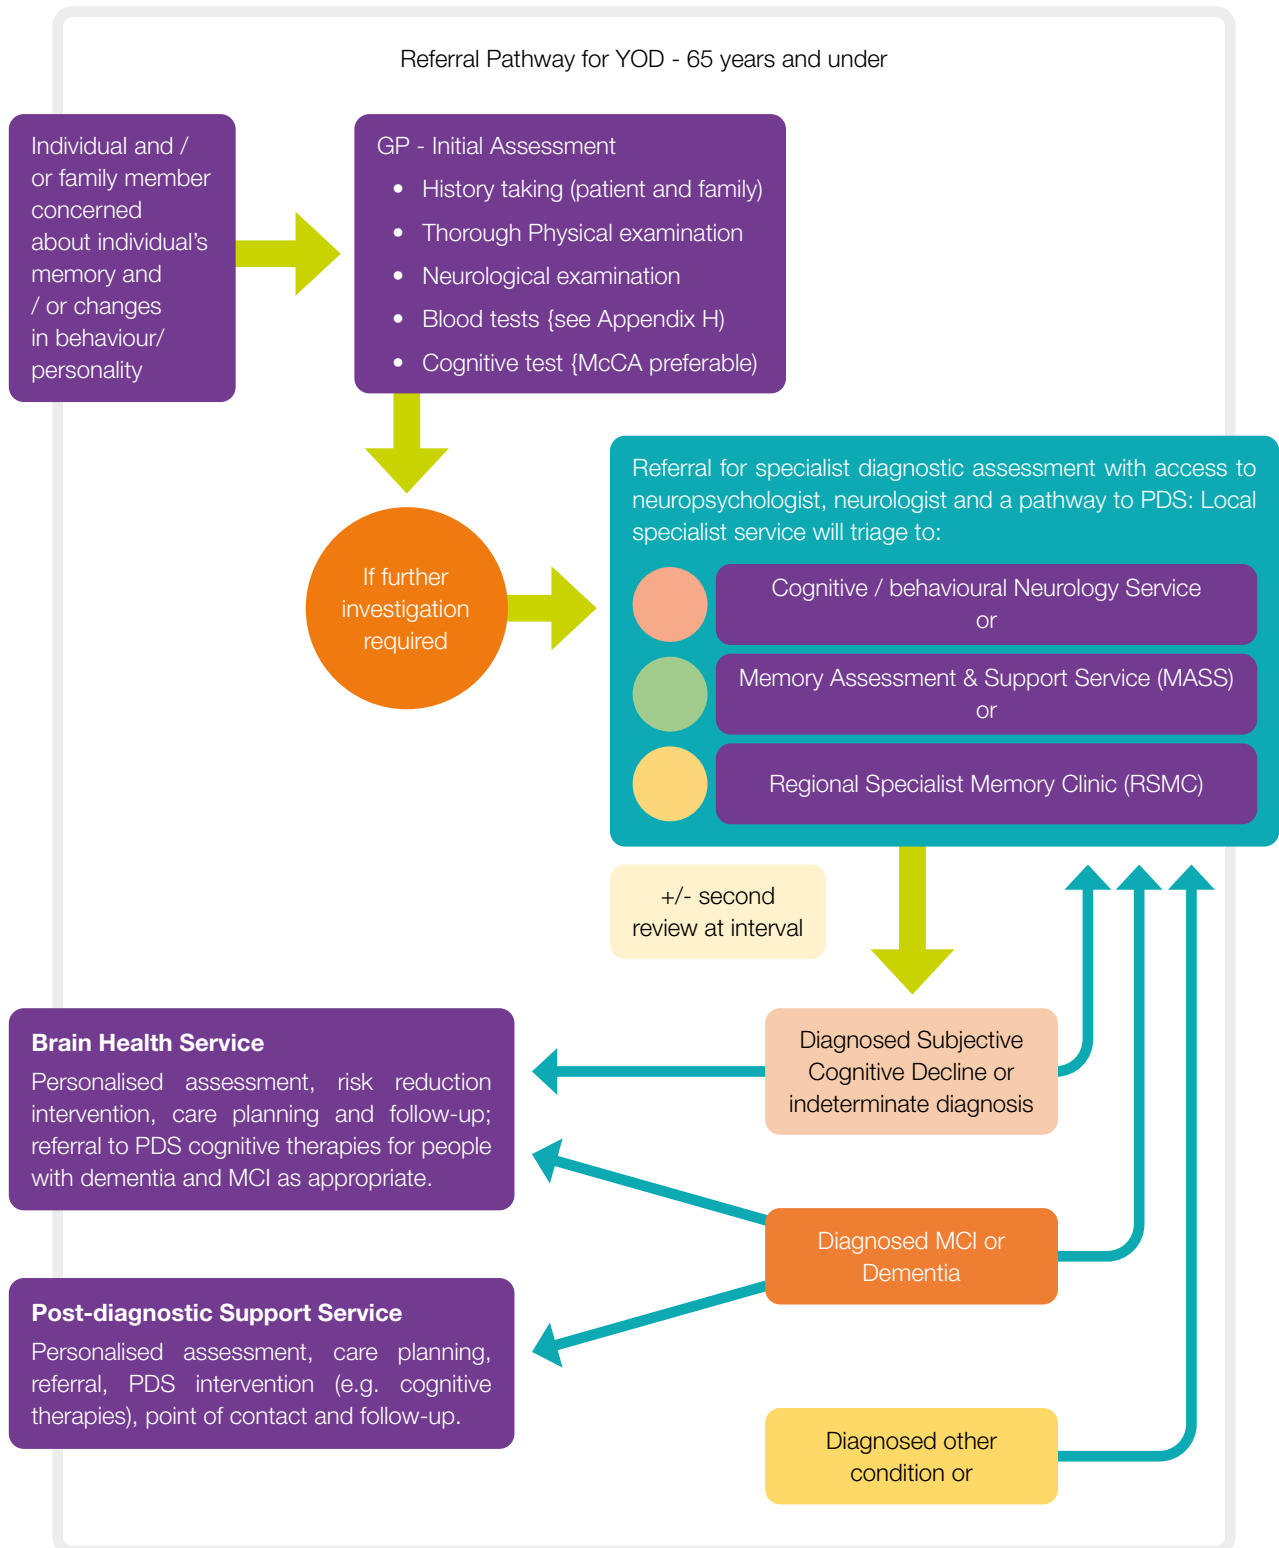 Referral Pathway for YOD - 65 years and under
Individual and /
or family member
concerned
about individual's
memory and
/ or changes
in behaviour/
personality
GP - Initial Assessment
• History taking (patient and family)
• Thorough Physical examination
• Neurological examination
• Blood tests {see Appendix H)
• Cognitive test {McCA preferable)
If further
investigation
required
Referral for specialist diagnostic assessment with access to
neuropsychologist, neurologist and a pathway to PDS: Local
specialist service will triage to:
Cognitive / behavioural Neurology Service
or
Memory Assessment & Support Service (MASS)
or
Regional Specialist Memory Clinic (RSMC)
+/- second
review at interval
Diagnosed Subjective
Cognitive Decline or
indeterminate diagnosis
Brain Health Service
Personalised assessment, risk reduction
intervention, care planning and follow-up;
referral to PDS cognitive therapies for people
with dementia and MCI as appropriate.
Diagnosed MCI or
Dementia
Post-diagnostic Support Service
Personalised assessment, care planning,
referral, PDS intervention (e.g. cognitive
therapies), point of contact and follow-up.
Diagnosed other
condition or